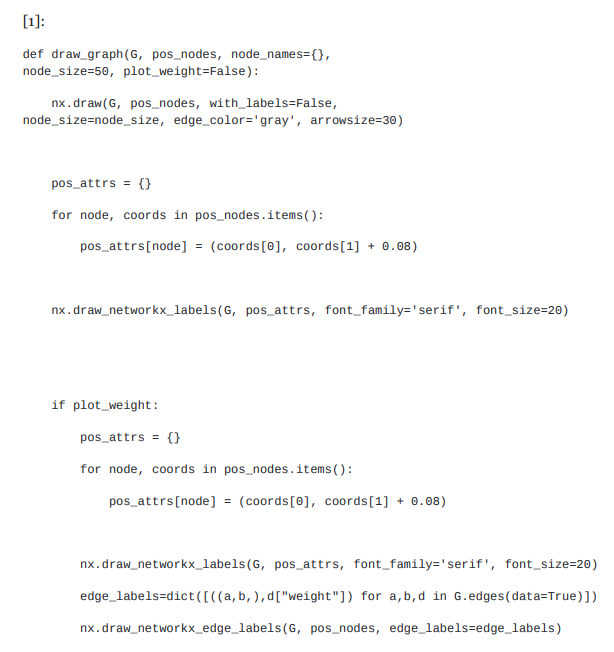 [1]:
def draw_graph(G, pos_nodes, node_names={},
node_size=50, plot_weight=False):
    nx.draw(G, pos_nodes, with_labels=False,
node_size=node_size, edge_color='gray', arrowsize=30)
    pos_attrs = {}
    for node, coords in pos_nodes.items():
        pos_attrs[node] = (coords[0], coords[1] + 0.08)
    nx.draw_networkx_labels(G, pos_attrs, font_family='serif', font_size=20)
    if plot_weight:
        pos_attrs = {}
        for node, coords in pos_nodes.items():
            pos_attrs[node] = (coords[0], coords[1] + 0.08)
        nx.draw_networkx_labels(G, pos_attrs, font_family='serif', font_size=20)
        edge_labels=dict([((a,b,),d["weight"]) for a,b,d in G.edges(data=True)])
        nx.draw_networkx_edge_labels(G, pos_nodes, edge_labels=edge_labels)